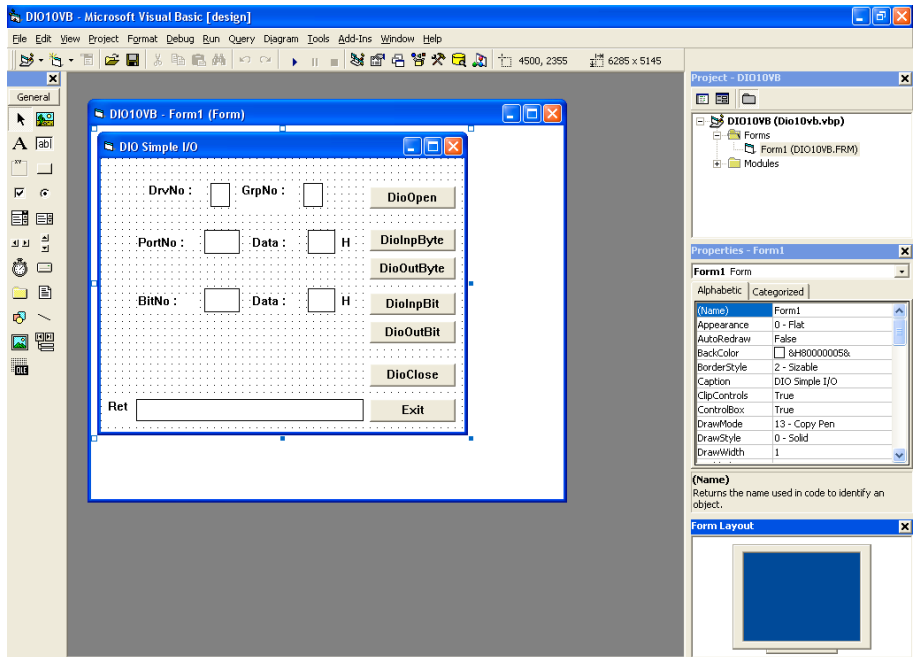 DIO10VB - Microsoft Visual Basic [design]
File Edit View Project Format Debug Run Query Diagram Tools Add-Ins Window Help
4500, 2355 6285 x 5145
General
A ab|
xv
OLE
DIO10VB - Form1 (Form)
DIO Simple I/O
DrvNo : GrpNo :
DioOpen
PortNo : Data : H DioInpByte
DioOutByte
BitNo : Data : H DioInpBit
DioOutBit
DioClose
Ret Exit
Project - DIO10VB
DIO10VB (Dio10vb.vbp)
Forms
Form1 (DIO10VB.FRM)
Modules
Properties - Form1
Form1 Form
Alphabetic Categorized
(Name) Form1
Appearance 0 - Flat
AutoRedraw False
BackColor &H80000005&
BorderStyle 2 - Sizable
Caption DIO Simple I/O
ClipControls True
ControlBox True
DrawMode 13 - Copy Pen
DrawStyle 0 - Solid
DrawWidth 1
(Name)
Returns the name used in code to identify an
object.
Form Layout